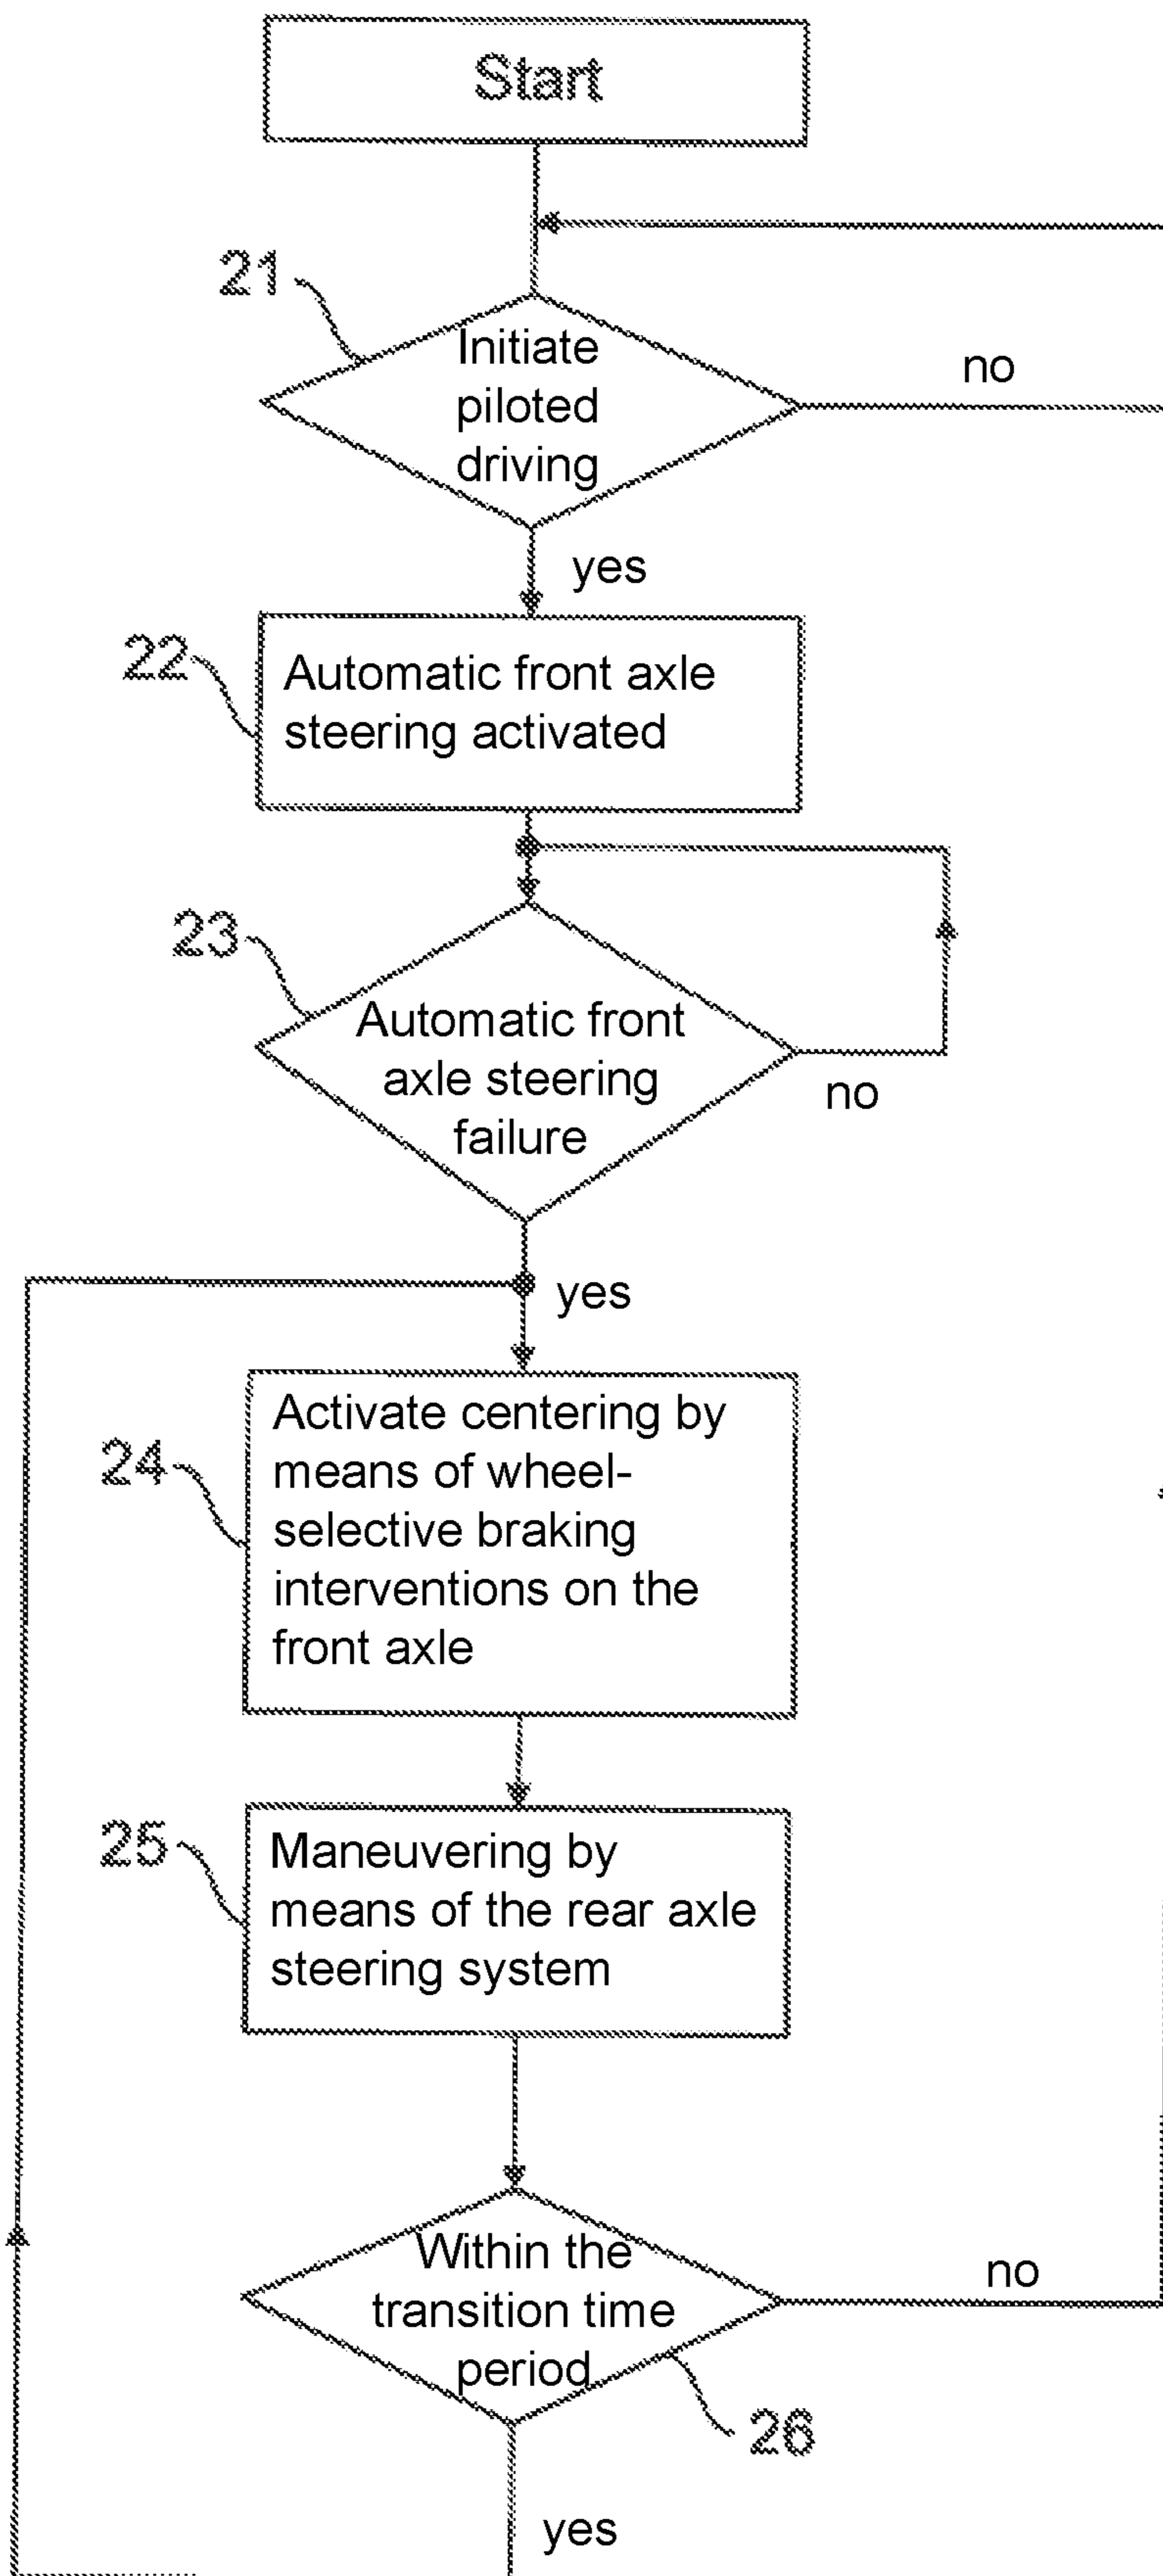 Start
21
Initiate
piloted
driving
no
yes
22
Automatic front axle
steering activated
23
Automatic front
axle steering
failure
no
yes
24
Activate centering by
means of wheel-
selective braking
interventions on the
front axle
25
Maneuvering by
means of the rear axle
steering system
Within the
transition time
period
no
26
yes